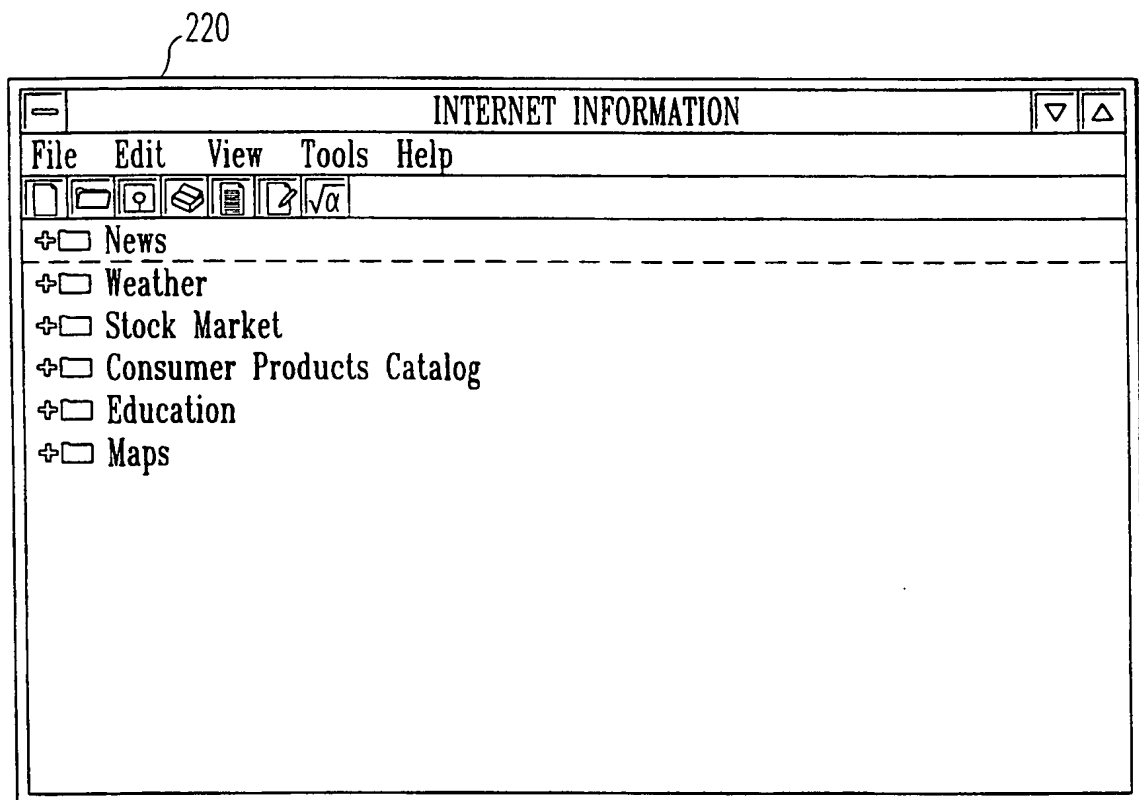 220
INTERNET INFORMATION
File Edit View Tools Help
√α
News
Weather
Stock Market
Consumer Products Catalog
Education
Maps